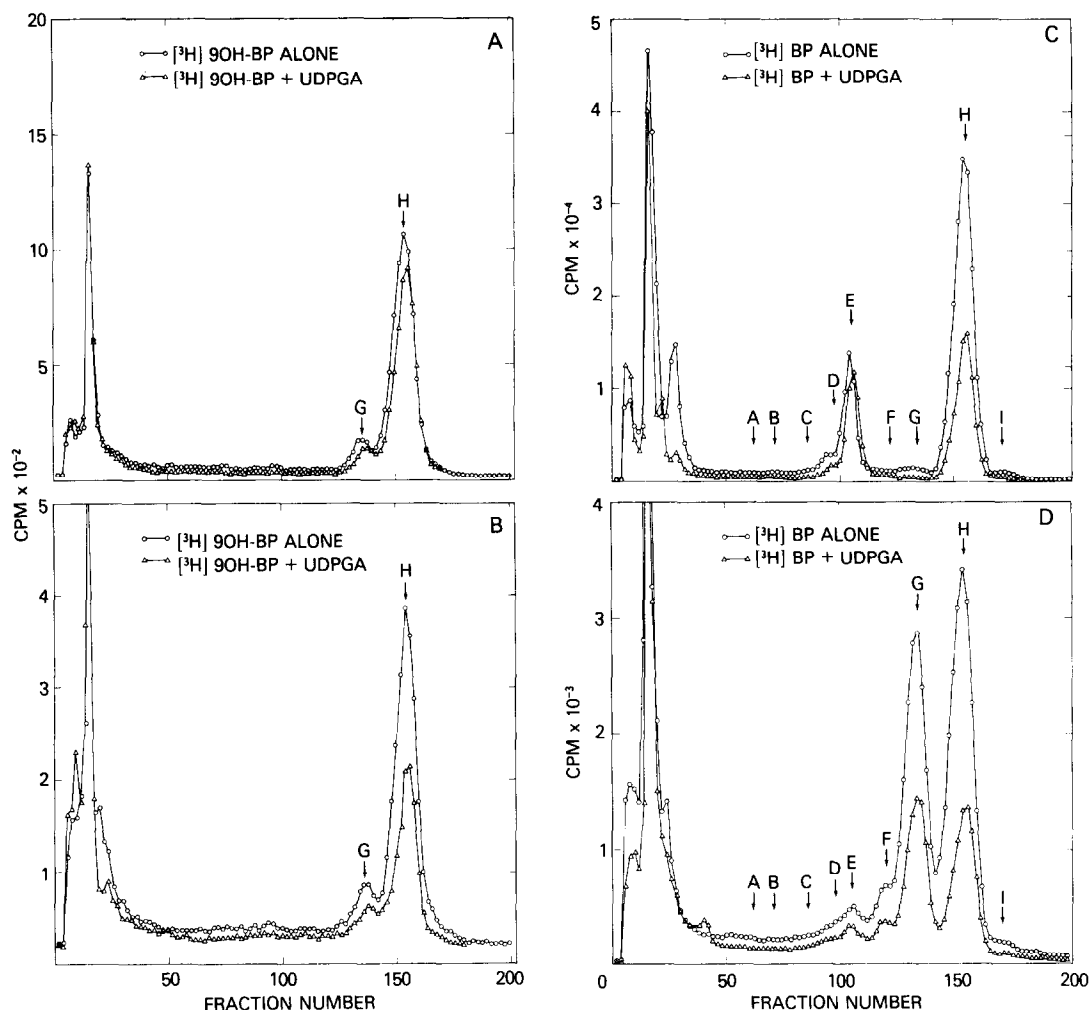 A
[³H] 9OH-BP ALONE
[³H] 9OH-BP + UDPGA
20
15
10
5
G
H
CPM x 10⁻²
B
[³H] 9OH-BP ALONE
[³H] 9OH-BP + UDPGA
5
4
3
2
1
G
H
50
100
150
200
FRACTION NUMBER
C
[³H] BP ALONE
[³H] BP + UDPGA
5
4
3
2
1
CPM x 10⁻⁴
A
B
C
D
E
F
G
H
I
D
[³H] BP ALONE
[³H] BP + UDPGA
4
3
2
1
CPM x 10⁻³
A
B
C
D
E
F
G
H
I
0
50
100
150
200
FRACTION NUMBER